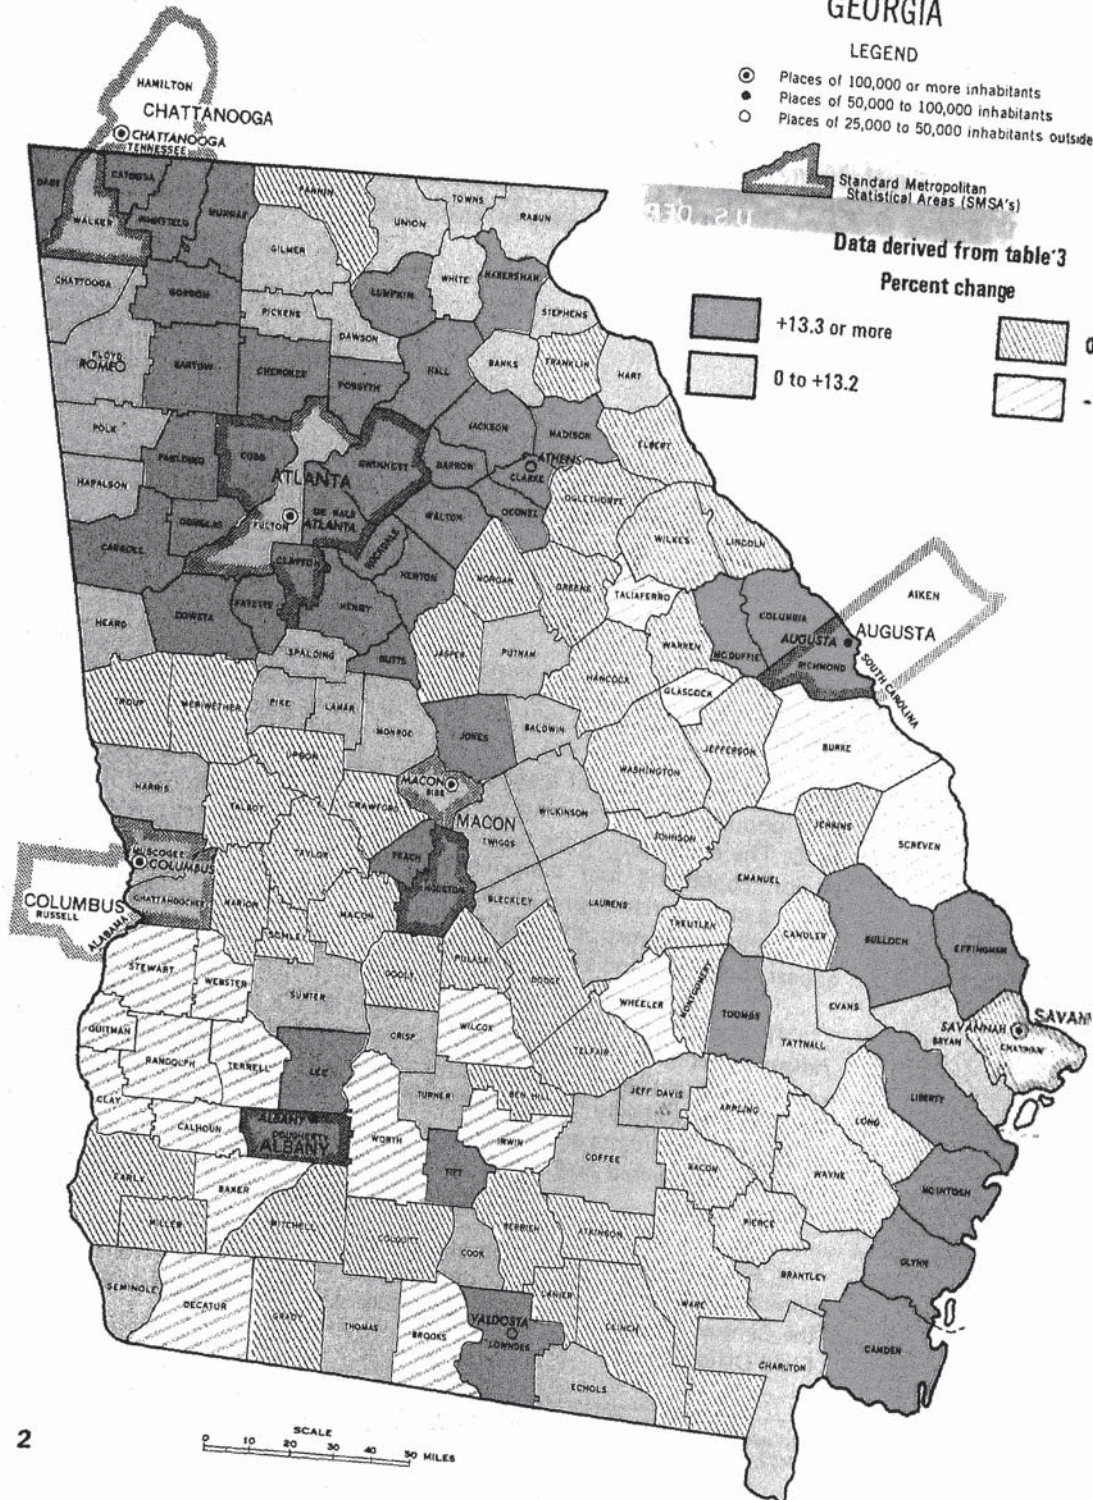 GEORGIA
LEGEND
Places of 100,000 or more inhabitants
Places of 50,000 to 100,000 inhabitants
Places of 25,000 to 50,000 inhabitants outside
Standard Metropolitan
Statistical Areas (SMSA's)
U.S. DEP
Data derived from table 3
Percent change
+13.3 or more
0
0 to +13.2
-
HAMILTON
CHATTANOOGA
CHATTANOOGA
TENNESSEE
DADE
CATOOSA
WALKER
WHITFIELD
MURRAY
FANNIN
UNION
TOWNS
RABUN
GILMER
CHATTOOGA
GORDON
PICKENS
LUMPKIN
WHITE
HABERSHAM
STEPHENS
DAWSON
FLOYD
ROME
BARTOW
CHEROKEE
FORSYTH
HALL
BANKS
FRANKLIN
HART
POLK
PAULDING
COBB
ATLANTA
GWINNETT
JACKSON
MADISON
ELBERT
HARALSON
BARROW
ATHENS
CLARKE
OGLETHORPE
DOUGLAS
FULTON
DE KALB
ATLANTA
WALTON
OCONEE
WILKES
LINCOLN
CARROLL
CLAYTON
ROCKDALE
NEWTON
MORGAN
GREENE
TALIAFERRO
HEARD
COWETA
FAYETTE
HENRY
SPALDING
BUTTS
JASPER
PUTNAM
HANCOCK
WARREN
MC DUFFIE
COLUMBIA
AUGUSTA
RICHMOND
AIKEN
AUGUSTA
SOUTH CAROLINA
GLASCOCK
TROUP
MERIWETHER
PIKE
LAMAR
MONROE
JONES
BALDWIN
WASHINGTON
JEFFERSON
BURKE
UPSON
HARRIS
TALBOT
CRAWFORD
MACON
BIBB
MACON
TWIGGS
WILKINSON
JOHNSON
JENKINS
SCREVEN
MUSCOGEE
COLUMBUS
CHATTAHOOCHEE
COLUMBUS
RUSSELL
ALABAMA
MARION
TAYLOR
PEACH
HOUSTON
MACON
SCHLEY
BLECKLEY
LAURENS
EMANUEL
TREUTLEN
CANDLER
BULLOCH
EFFINGHAM
STEWART
WEBSTER
SUMTER
DOOLY
PULASKI
DODGE
WHEELER
MONTGOMERY
TOOMBS
TATTNALL
EVANS
BRYAN
SAVANNAH
SAVAN
CHATHAM
QUITMAN
RANDOLPH
TERRELL
LEE
CRISP
WILCOX
TELFAIR
CLAY
CALHOUN
ALBANY
DOUGHERTY
ALBANY
WORTH
TURNER
BEN HILL
IRWIN
JEFF DAVIS
APPLING
LONG
LIBERTY
EARLY
BAKER
MITCHELL
TIFT
COFFEE
BACON
WAYNE
MCINTOSH
MILLER
COLQUITT
COOK
BERRIEN
ATKINSON
PIERCE
GLYNN
SEMINOLE
DECATUR
GRADY
THOMAS
BROOKS
VALDOSTA
LOWNDES
LANIER
CLINCH
WARE
BRANTLEY
CAMDEN
ECHOLS
CHARLTON
2
SCALE
0 10 20 30 40 50 MILES